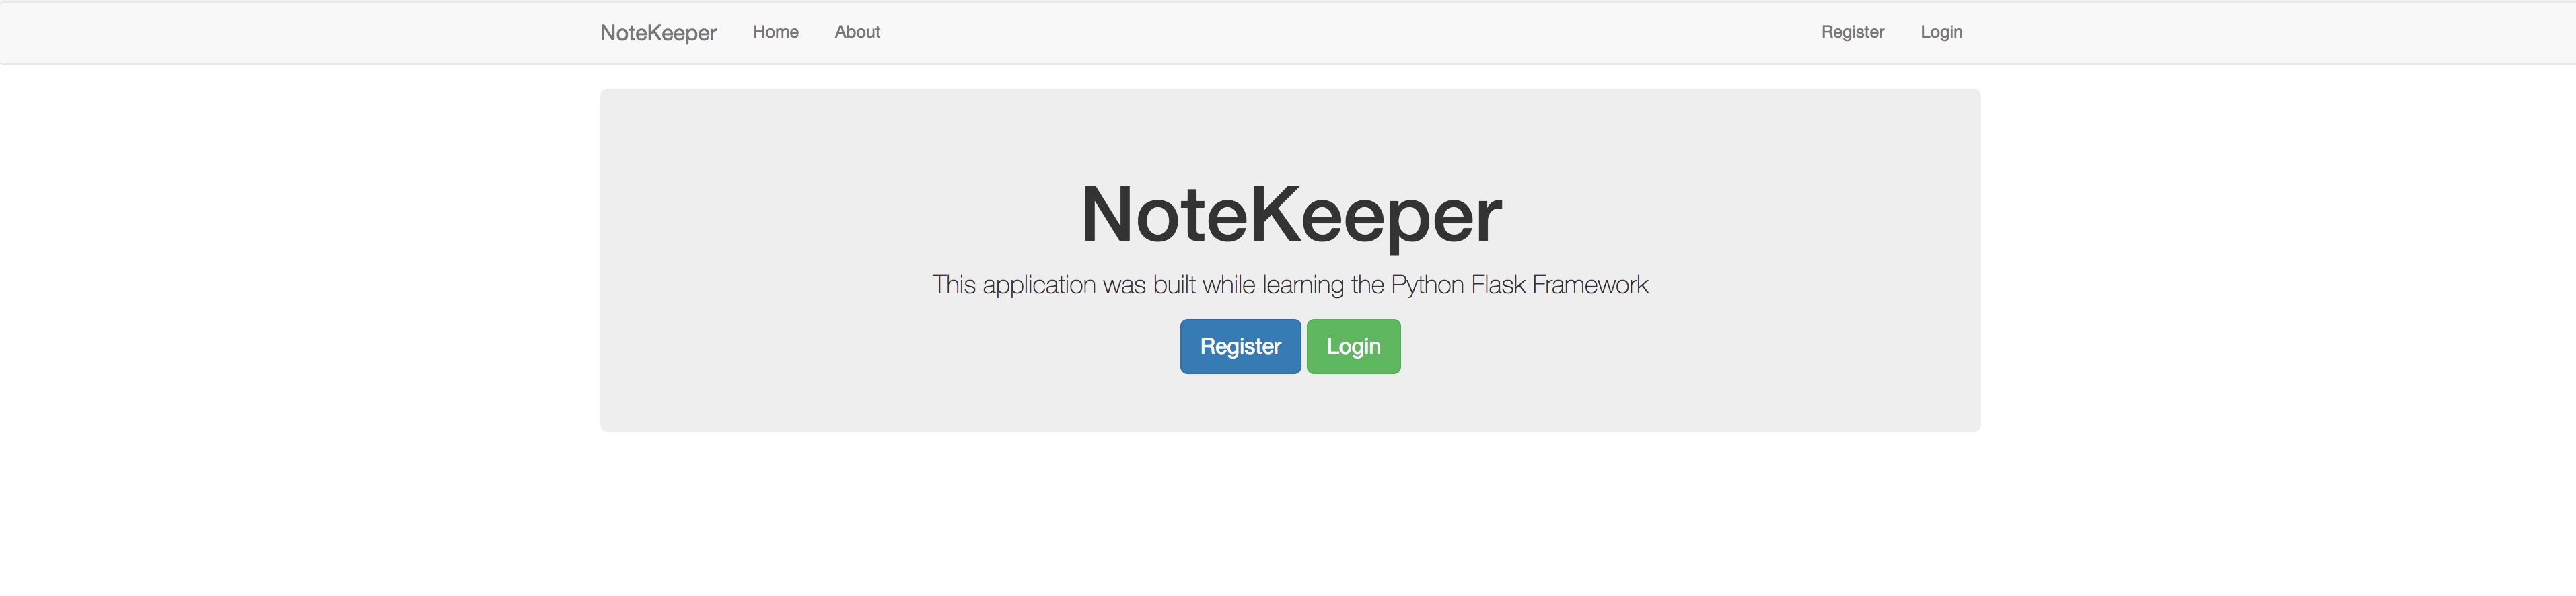 NoteKeeper Home About Register Login
NoteKeeper
This application was built while learning the Python Flask Framework
Register Login